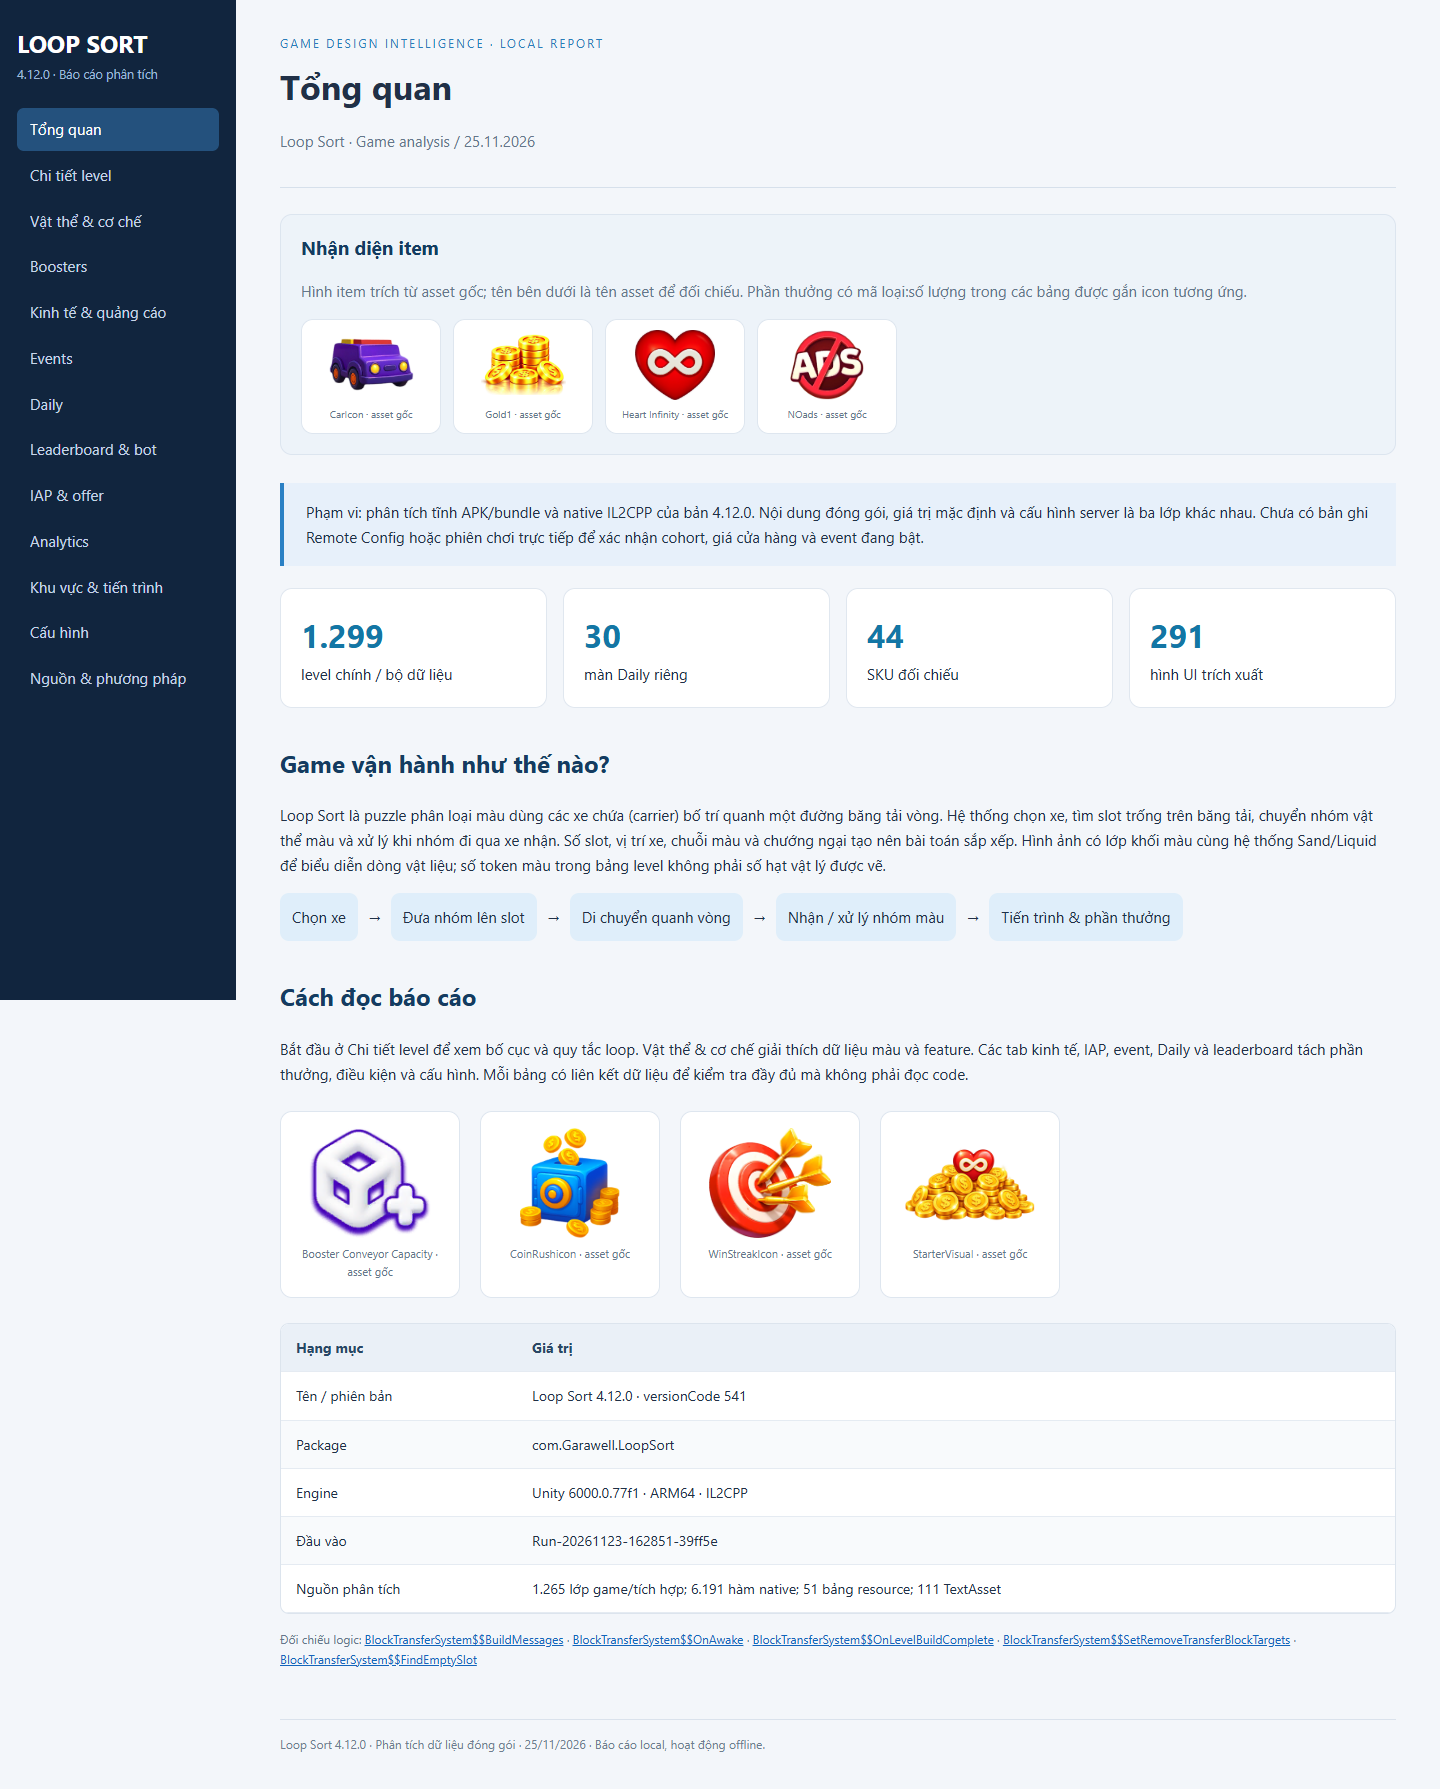 LOOP SORT
4.12.0 · Báo cáo phân tích
Tổng quan
Chi tiết level
Vật thể & cơ chế
Boosters
Kinh tế & quảng cáo
Events
Daily
Leaderboard & bot
IAP & offer
Analytics
Khu vực & tiến trình
Cấu hình
Nguồn & phương pháp
GAME DESIGN INTELLIGENCE · LOCAL REPORT
Tổng quan
Loop Sort · Game analysis / 25.11.2026
Nhận diện item
Hình item trích từ asset gốc; tên bên dưới là tên asset để đối chiếu. Phần thưởng có mã loại:số lượng trong các bảng được gắn icon tương ứng.
ADS
CarIcon · asset gốc
Gold1 · asset gốc
Heart Infinity · asset gốc
NOads · asset gốc
Phạm vi: phân tích tĩnh APK/bundle và native IL2CPP của bản 4.12.0. Nội dung đóng gói, giá trị mặc định và cấu hình server là ba lớp khác nhau. Chưa có bản ghi
Remote Config hoặc phiên chơi trực tiếp để xác nhận cohort, giá cửa hàng và event đang bật.
1.299
level chính / bộ dữ liệu
30
màn Daily riêng
44
SKU đối chiếu
291
hình UI trích xuất
Game vận hành như thế nào?
Loop Sort là puzzle phân loại màu dùng các xe chứa (carrier) bố trí quanh một đường băng tải vòng. Hệ thống chọn xe, tìm slot trống trên băng tải, chuyển nhóm vật
thể màu và xử lý khi nhóm đi qua xe nhận. Số slot, vị trí xe, chuỗi màu và chướng ngại tạo nên bài toán sắp xếp. Hình ảnh có lớp khối màu cùng hệ thống Sand/Liquid
để biểu diễn dòng vật liệu; số token màu trong bảng level không phải số hạt vật lý được vẽ.
Chọn xe → Đưa nhóm lên slot → Di chuyển quanh vòng → Nhận / xử lý nhóm màu → Tiến trình & phần thưởng
Cách đọc báo cáo
Bắt đầu ở Chi tiết level để xem bố cục và quy tắc loop. Vật thể & cơ chế giải thích dữ liệu màu và feature. Các tab kinh tế, IAP, event, Daily và leaderboard tách phần
thưởng, điều kiện và cấu hình. Mỗi bảng có liên kết dữ liệu để kiểm tra đầy đủ mà không phải đọc code.
Booster Conveyor Capacity ·
asset gốc
CoinRushicon · asset gốc
WinStreakIcon · asset gốc
StarterVisual · asset gốc
Hạng mục Giá trị
Tên / phiên bản Loop Sort 4.12.0 · versionCode 541
Package com.Garawell.LoopSort
Engine Unity 6000.0.77f1 · ARM64 · IL2CPP
Đầu vào Run-20261123-162851-39ff5e
Nguồn phân tích 1.265 lớp game/tích hợp; 6.191 hàm native; 51 bảng resource; 111 TextAsset
Đối chiếu logic: BlockTransferSystem$$BuildMessages · BlockTransferSystem$$OnAwake · BlockTransferSystem$$OnLevelBuildComplete · BlockTransferSystem$$SetRemoveTransferBlockTargets ·
BlockTransferSystem$$FindEmptySlot
Loop Sort 4.12.0 · Phân tích dữ liệu đóng gói · 25/11/2026 · Báo cáo local, hoạt động offline.